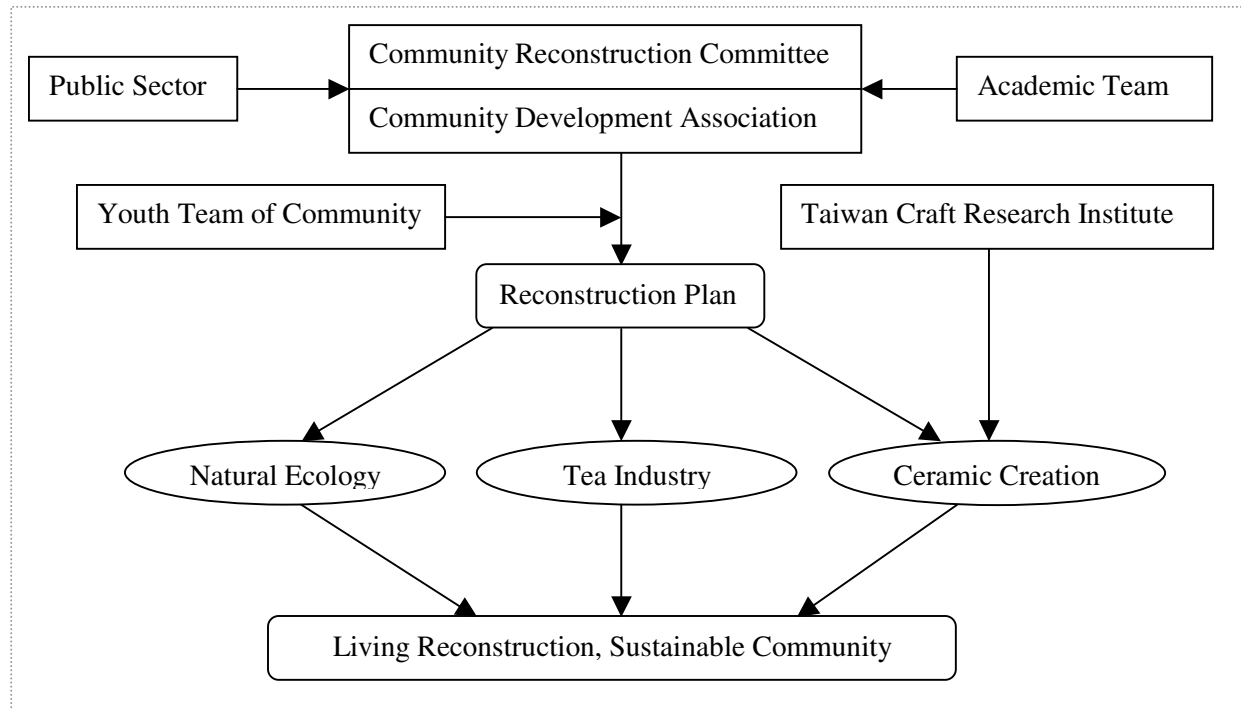 Community Reconstruction Committee
Public Sector
Academic Team
Community Development Association
Youth Team of Community
Taiwan Craft Research Institute
Reconstruction Plan
Natural Ecology
Tea Industry
Ceramic Creation
Living Reconstruction, Sustainable Community